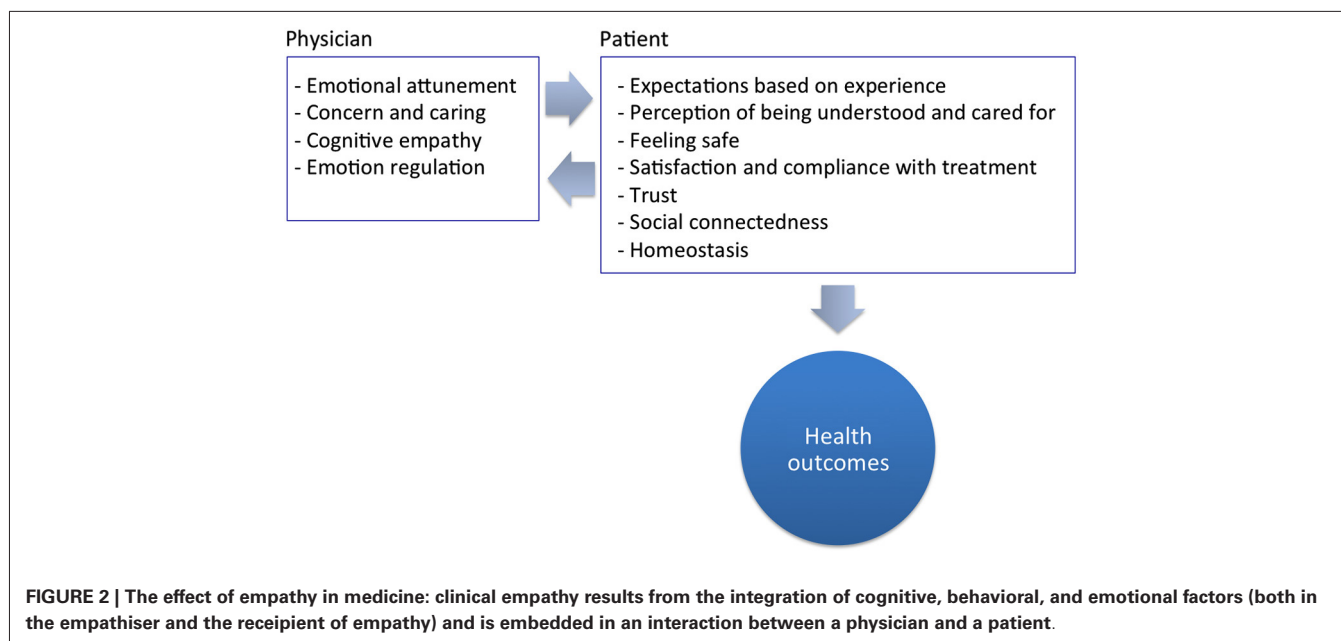 Physician
- Emotional attunement
- Concern and caring
- Cognitive empathy
- Emotion regulation
Patient
- Expectations based on experience
- Perception of being understood and cared for
- Feeling safe
- Satisfaction and compliance with treatment
- Trust
- Social connectedness
- Homeostasis
Health
outcomes
FIGURE 2 | The effect of empathy in medicine: clinical empathy results from the integration of cognitive, behavioral, and emotional factors (both in
the empathiser and the receipient of empathy) and is embedded in an interaction between a physician and a patient.